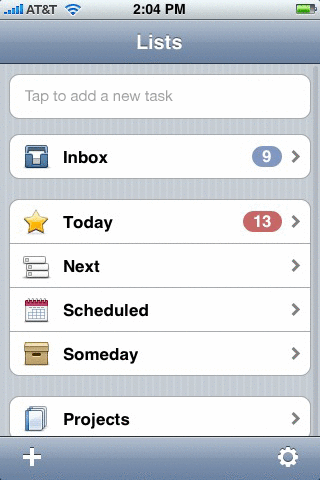 AT&T 2:04 PM
Lists
Tap to add a new task
Inbox 9
Today 13
Next
Scheduled
Someday
Projects